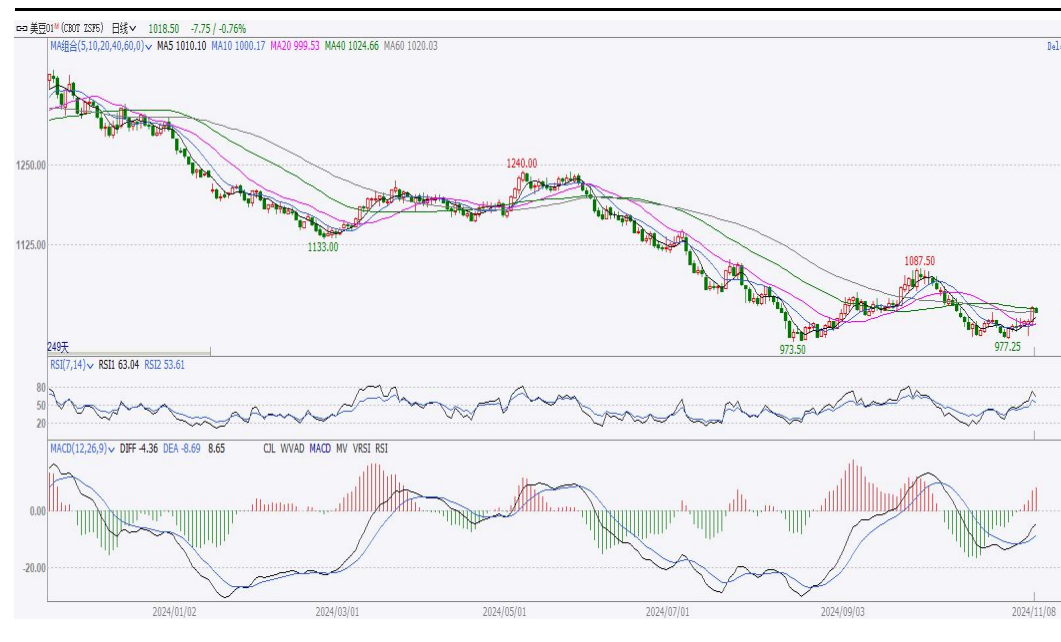 美豆01M (CBOT ZSF5) 日线 1018.50 -7.75 / -0.76%
MA组合(5,10,20,40,60,0) MA5 1010.10 MA10 1000.17 MA20 999.53 MA40 1024.66 MA60 1020.03
1250.00
1240.00
1125.00
1133.00
1087.50
973.50
977.25
249天
RSI(7,14) RSI1 63.04 RSI2 53.61
80
50
20
MACD(12,26,9) DIFF -4.36 DEA -8.69 8.65 CJL WVAD MACD MV VRSI RSI
0.00
-20.00
2024/01/02 2024/03/01 2024/05/01 2024/07/01 2024/09/03 2024/11/08